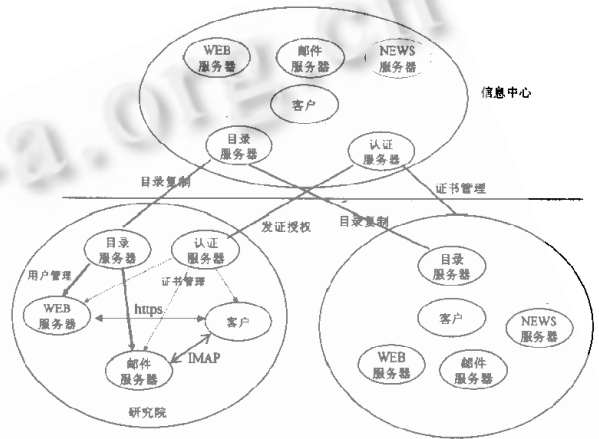 WEB
服务器
邮件
服务器
NEWS
服务器
信息中心
客户
目录
服务器
认证
服务器
目录复制
证书管理
发证授权
目录复制
目录
服务器
认证
服务器
用户管理
证书管理
WEB
服务器
https
客户
邮件
服务器
IMAP
研究院
目录
服务器
客户
NEWS
服务器
WEB
服务器
邮件
服务器
a.org.cn